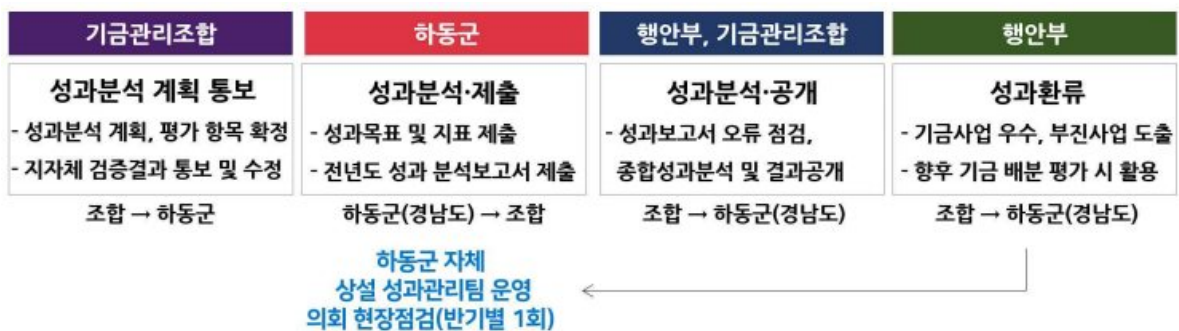 기금관리조합
성과분석 계획 통보
- 성과분석 계획, 평가 항목 확정
- 지자체 검증결과 통보 및 수정
조합 → 하동군
하동군
성과분석·제출
- 성과목표 및 지표 제출
- 전년도 성과 분석보고서 제출
하동군(경남도) → 조합
행안부, 기금관리조합
성과분석·공개
- 성과보고서 오류 점검,
종합성과분석 및 결과공개
조합 → 하동군(경남도)
행안부
성과환류
- 기금사업 우수, 부진사업 도출
- 향후 기금 배분 평가 시 활용
조합 → 하동군(경남도)
하동군 자체
상설 성과관리팀 운영
의회 현장점검(반기별 1회)